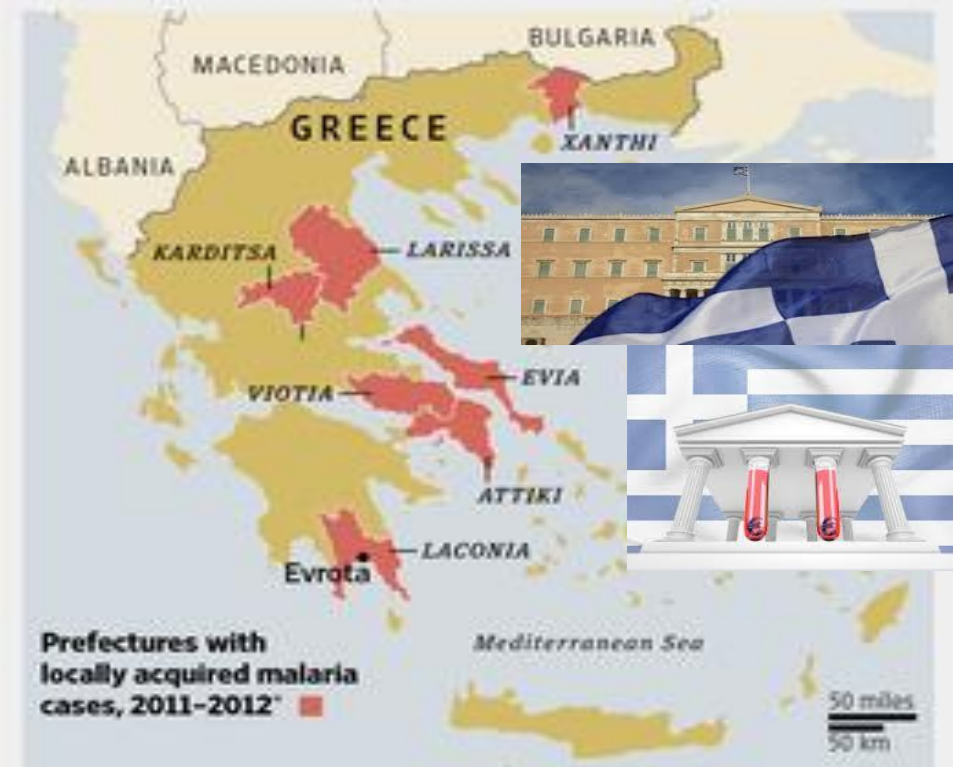 BULGARIA
MACEDONIA
GREECE
XANTHI
ALBANIA
KARDITSA
LARISSA
EVIA
VIOTIA
ATTIKI
LACONIA
Evrota
Prefectures with
locally acquired malaria
cases, 2011–2012*
Mediterranean Sea
50 miles
50 km